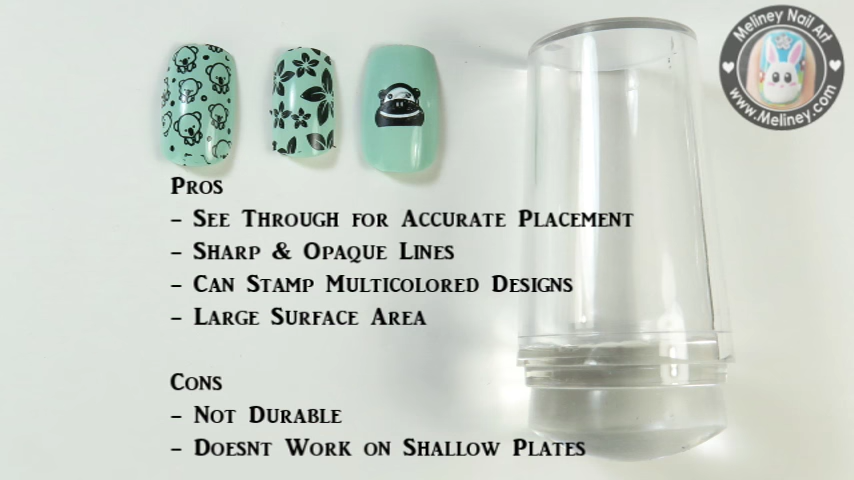 Meliney Nail Art
www.Meliney.com
Pros
- See Through for Accurate Placement
- Sharp & Opaque Lines
- Can Stamp Multicolored Designs
- Large Surface Area
Cons
- Not Durable
- Doesnt Work on Shallow Plates